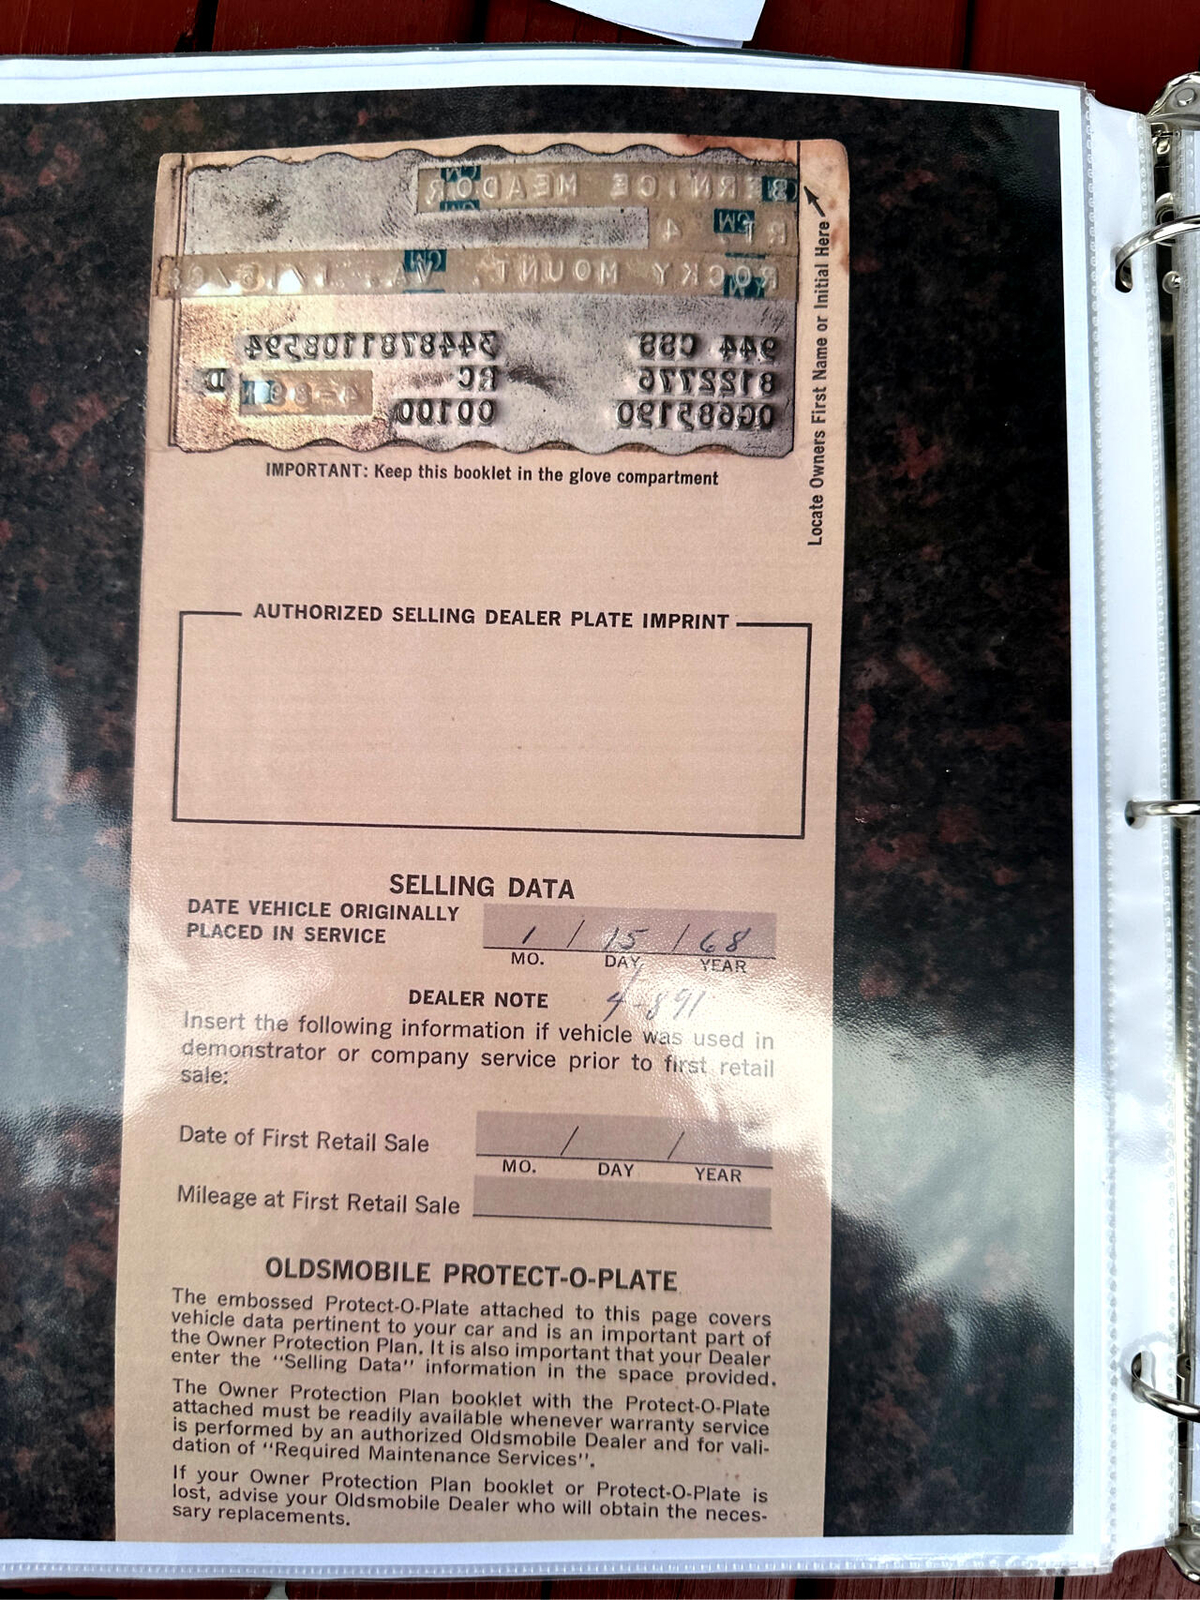 BERNICE MEADOR
RT. 4
ROCKY MOUNT, VA. 1/15/68
944 3448781108594
RC D
0G685190 00100
Locate Owners First Name or Initial Here
IMPORTANT: Keep this booklet in the glove compartment
AUTHORIZED SELLING DEALER PLATE IMPRINT
SELLING DATA
DATE VEHICLE ORIGINALLY
PLACED IN SERVICE
1 / 15 / 68
MO. DAY YEAR
DEALER NOTE 4-891
Insert the following information if vehicle was used in
demonstrator or company service prior to first retail
sale:
Date of First Retail Sale / /
MO. DAY YEAR
Mileage at First Retail Sale
OLDSMOBILE PROTECT-O-PLATE
The embossed Protect-O-Plate attached to this page covers
vehicle data pertinent to your car and is an important part of
the Owner Protection Plan. It is also important that your Dealer
enter the "Selling Data" information in the space provided.
The Owner Protection Plan booklet with the Protect-O-Plate
attached must be readily available whenever warranty service
is performed by an authorized Oldsmobile Dealer and for vali-
dation of "Required Maintenance Services".
If your Owner Protection Plan booklet or Protect-O-Plate is
lost, advise your Oldsmobile Dealer who will obtain the neces-
sary replacements.